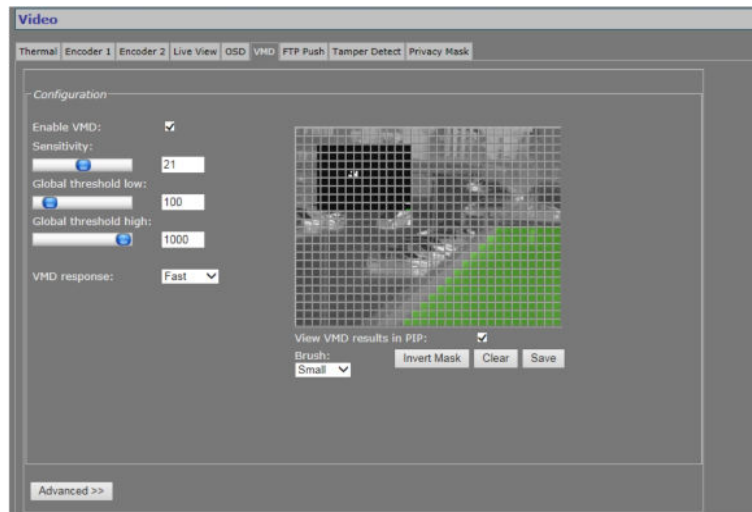 Video
Thermal Encoder 1 Encoder 2 Live View OSD VMD FTP Push Tamper Detect Privacy Mask
Configuration
Enable VMD:
Sensitivity:
21
Global threshold low:
100
Global threshold high:
1000
VMD response: Fast
View VMD results in PIP:
Brush:
Small
Invert Mask Clear Save
Advanced >>